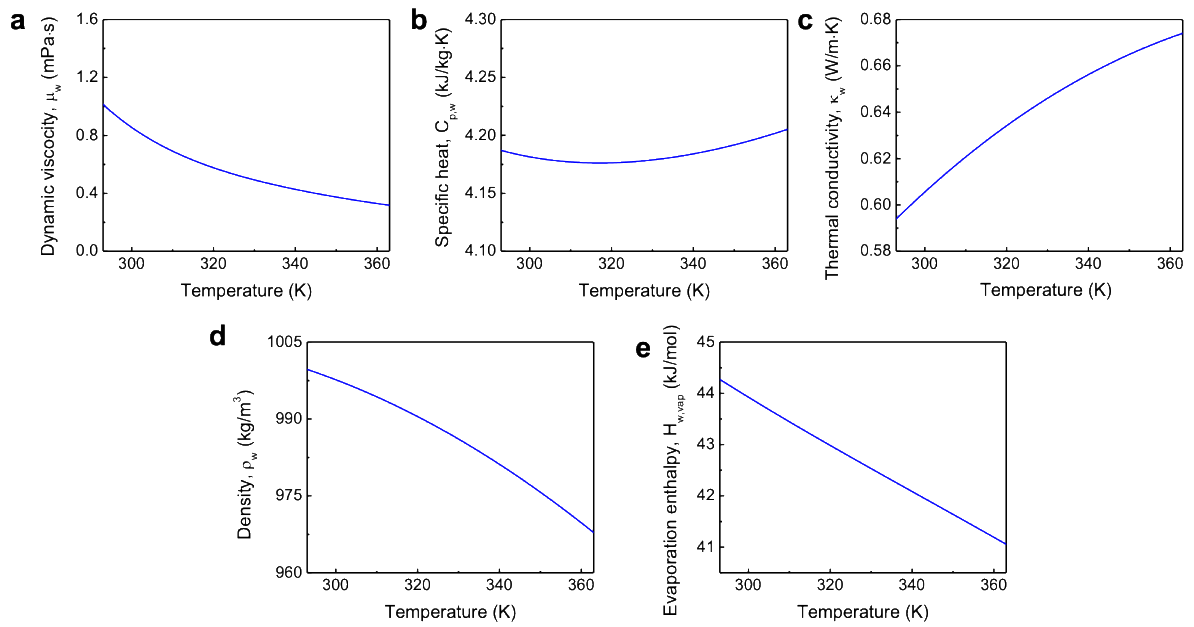 a
Dynamic viscocity, μw (mPa·s)
1.6
1.2
0.8
0.4
0.0
300 320 340 360
Temperature (K)
b
Specific heat, Cp,w (kJ/kg·K)
4.30
4.25
4.20
4.15
4.10
300 320 340 360
Temperature (K)
c
Thermal conductivity, κw (W/m·K)
0.68
0.66
0.64
0.62
0.60
0.58
300 320 340 360
Temperature (K)
d
Density, ρw (kg/m³)
1005
990
975
960
300 320 340 360
Temperature (K)
e
Evaporation enthalpy, Hw,vap (kJ/mol)
45
44
43
42
41
300 320 340 360
Temperature (K)